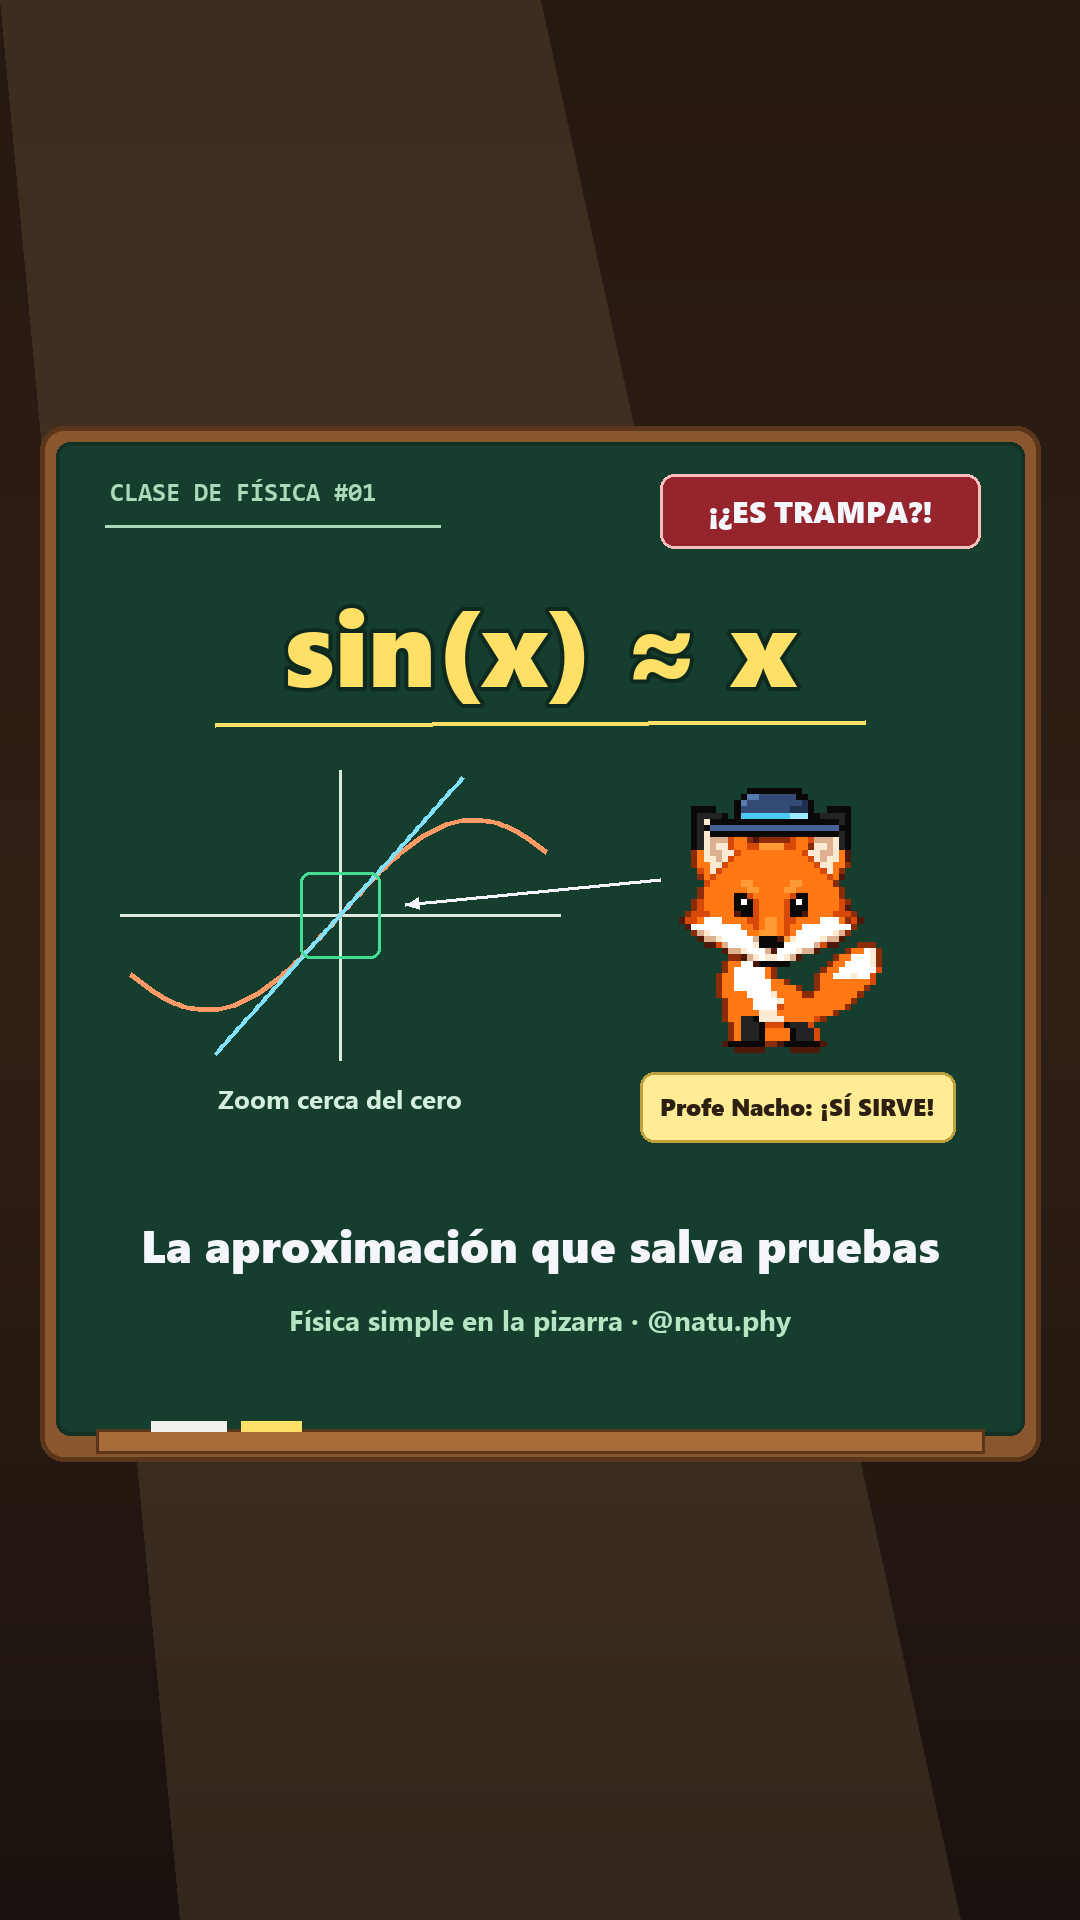 CLASE DE FÍSICA #01
¡¿ES TRAMPA?!
sin(x) ≈ x
Zoom cerca del cero
Profe Nacho: ¡SÍ SIRVE!
La aproximación que salva pruebas
Física simple en la pizarra · @natu.phy